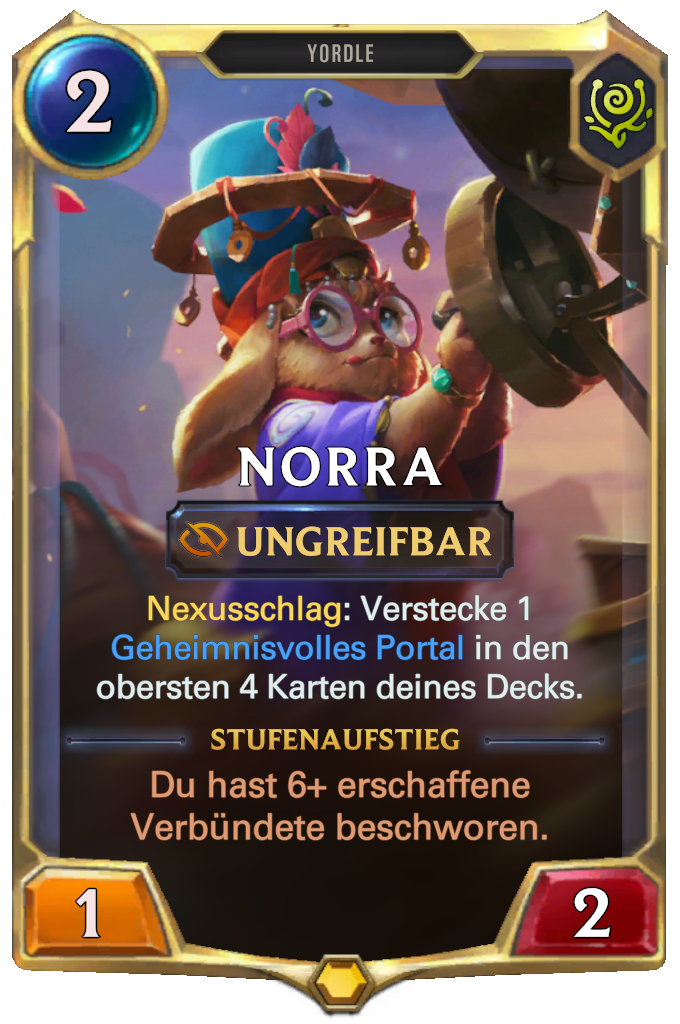 YORDLE
2
NORRA
UNGREIFBAR
Nexusschlag: Verstecke 1
Geheimnisvolles Portal in den
obersten 4 Karten deines Decks.
STUFENAUFSTIEG
Du hast 6+ erschaffene
Verbündete beschworen.
1
2